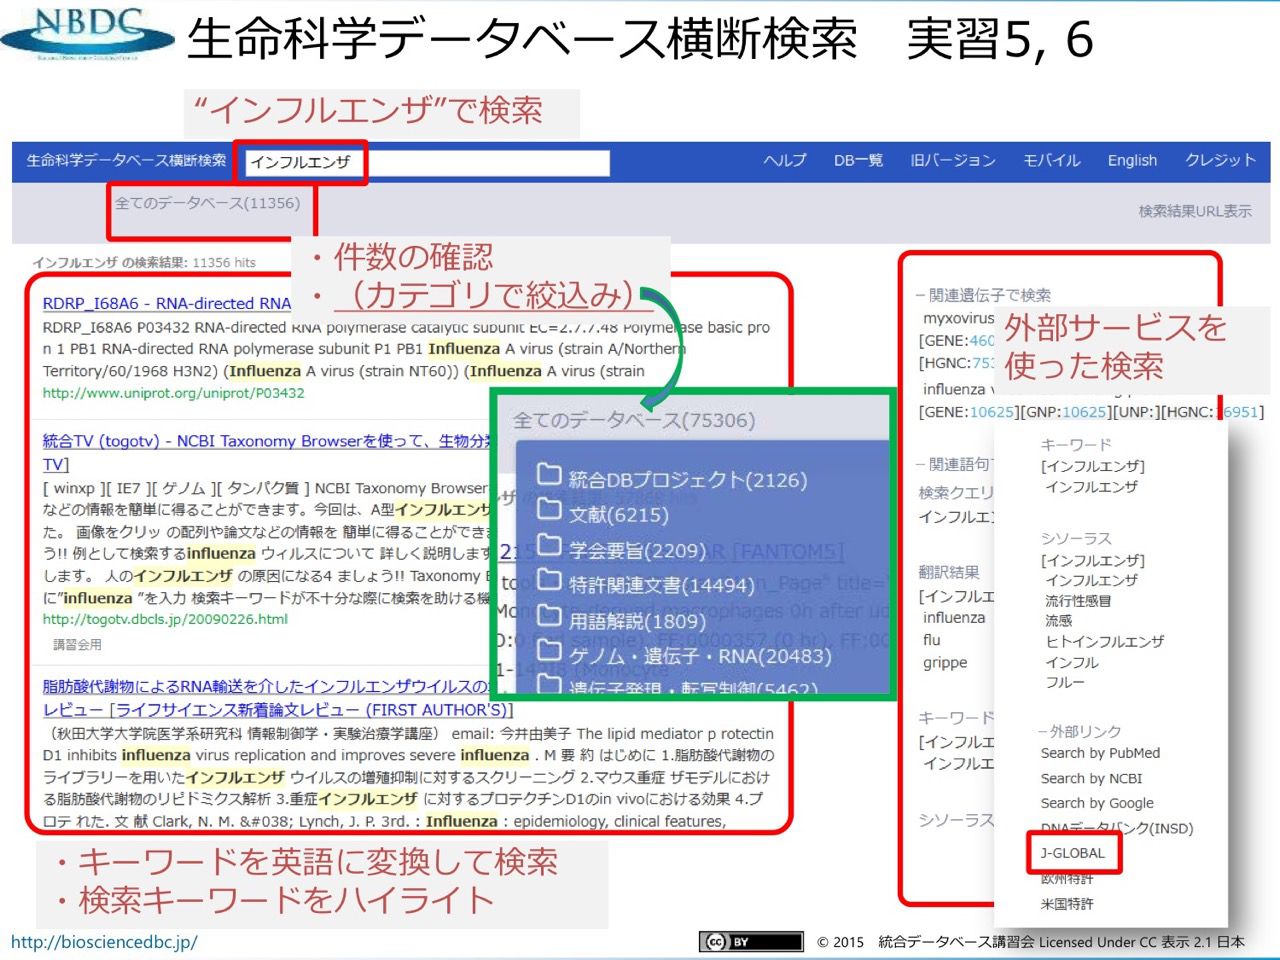 NBDC
生命科学データベース横断検索　実習5, 6
“インフルエンザ”で検索
生命科学データベース横断検索
インフルエンザ
ヘルプ DB一覧 旧バージョン モバイル English クレジット
全てのデータベース(11356)
検索結果URL表示
インフルエンザ の検索結果: 11356 hits
・件数の確認
・（カテゴリで絞込み）
RDRP_I68A6 - RNA-directed RNA
RDRP_I68A6 P03432 RNA-directed RNA polymerase catalytic subunit EC=2.7.7.48 Polymerase basic pro
n 1 PB1 RNA-directed RNA polymerase subunit P1 PB1 Influenza A virus (strain A/Northern
Territory/60/1968 H3N2) (Influenza A virus (strain NT60)) (Influenza A virus (strain
http://www.uniprot.org/uniprot/P03432
統合TV (togotv) - NCBI Taxonomy Browserを使って、生物分
TV]
[ winxp ][ IE7 ][ ゲノム ][ タンパク質 ] NCBI Taxonomy Browser
などの情報を簡単に得ることができます。今回は、A型インフルエンザ
た。 画像をクリッ の配列や論文などの情報を 簡単に得ることができ
う!! 例として検索するinfluenza ウィルスについて 詳しく説明します
します。 人のインフルエンザ の原因になる4 ましょう!! Taxonomy
に”influenza ”を入力 検索キーワードが不十分な際に検索を助ける機
http://togotv.dbcls.jp/20090226.html
講習会用
脂肪酸代謝物によるRNA輸送を介したインフルエンザウイルスの
レビュー [ライフサイエンス新着論文レビュー (FIRST AUTHOR'S)]
（秋田大学大学院医学系研究科 情報制御学・実験治療学講座） email: 今井由美子 The lipid mediator p rotectin
D1 inhibits influenza virus replication and improves severe influenza . M 要 約 はじめに 1.脂肪酸代謝物の
ライブラリーを用いたインフルエンザ ウイルスの増殖抑制に対するスクリーニング 2.マウス重症 ザモデルにおけ
る脂肪酸代謝物のリピドミクス解析 3.重症インフルエンザ に対するプロテクチンD1のin vivoにおける効果 4.プ
ロテ れた. 文 献 Clark, N. M. &#038; Lynch, J. P. 3rd. : Influenza : epidemiology, clinical features,
全てのデータベース(75306)
統合DBプロジェクト(2126)
文献(6215)
学会要旨(2209)
特許関連文書(14494)
用語解説(1809)
ゲノム・遺伝子・RNA(20483)
遺伝子発現・転写制御(5462)
－関連遺伝子で検索
myxovirus
[GENE:460
[HGNC:753
influenza v
[GENE:10625][GNP:10625][UNP:][HGNC:16951]
外部サービスを
使った検索
－関連語句
検索クエリ
インフルエ
翻訳結果
[インフルエ
influenza
flu
grippe
キーワード
[インフルエ
インフルエ
シソーラス
キーワード
[インフルエンザ]
インフルエンザ
シソーラス
[インフルエンザ]
インフルエンザ
流行性感冒
流感
ヒトインフルエンザ
インフル
フルー
－外部リンク
Search by PubMed
Search by NCBI
Search by Google
DNAデータバンク(INSD)
J-GLOBAL
欧州特許
米国特許
・キーワードを英語に変換して検索
・検索キーワードをハイライト
http://biosciencedbc.jp/
cc BY
© 2015　統合データベース講習会 Licensed Under CC 表示 2.1 日本